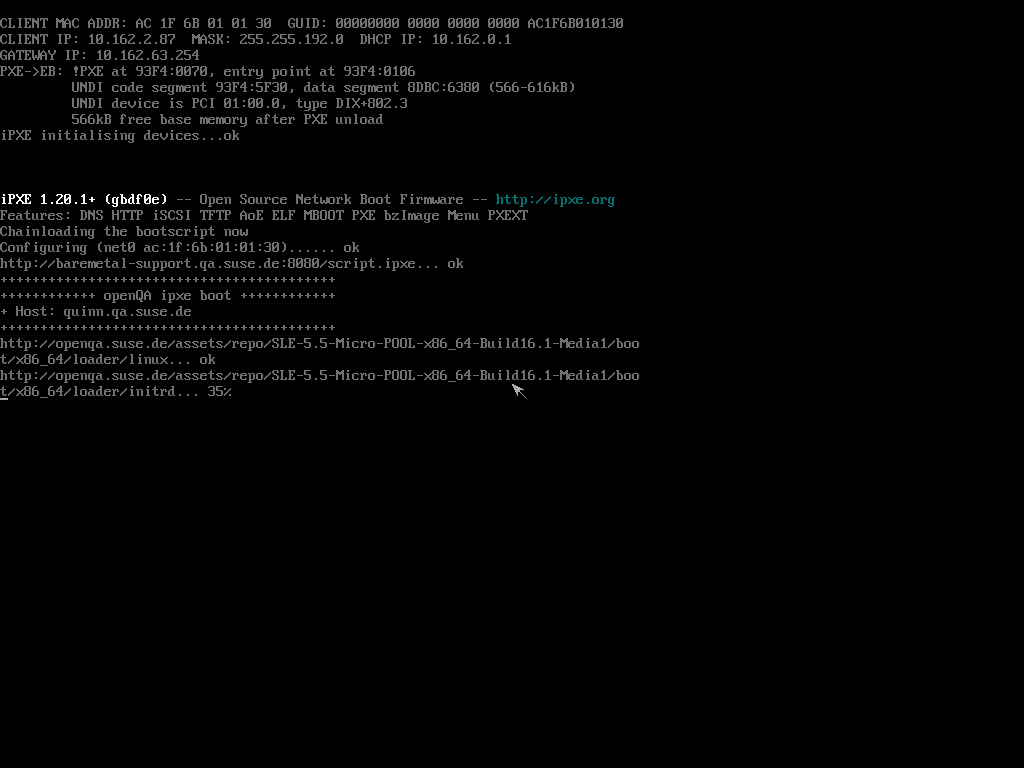 CLIENT MAC ADDR: AC 1F 6B 01 01 30  GUID: 00000000 0000 0000 0000 AC1F6B010130
CLIENT IP: 10.162.2.87  MASK: 255.255.192.0  DHCP IP: 10.162.0.1
GATEWAY IP: 10.162.63.254
PXE->EB: !PXE at 93F4:0070, entry point at 93F4:0106
         UNDI code segment 93F4:5F30, data segment 8DBC:6380 (566-616kB)
         UNDI device is PCI 01:00.0, type DIX+802.3
         566kB free base memory after PXE unload
iPXE initialising devices...ok
iPXE 1.20.1+ (gbdf0e) -- Open Source Network Boot Firmware -- http://ipxe.org
Features: DNS HTTP iSCSI TFTP AoE ELF MBOOT PXE bzImage Menu PXEXT
Chainloading the bootscript now
Configuring (net0 ac:1f:6b:01:01:30)...... ok
http://baremetal-support.qa.suse.de:8080/script.ipxe... ok
++++++++++++++++++++++++++++++++++++++++++
++++++++++++ openQA ipxe boot ++++++++++++
+ Host: quinn.qa.suse.de
++++++++++++++++++++++++++++++++++++++++++
http://openqa.suse.de/assets/repo/SLE-5.5-Micro-POOL-x86_64-Build16.1-Media1/boo
t/x86_64/loader/linux... ok
http://openqa.suse.de/assets/repo/SLE-5.5-Micro-POOL-x86_64-Build16.1-Media1/boo
t/x86_64/loader/initrd... 35%